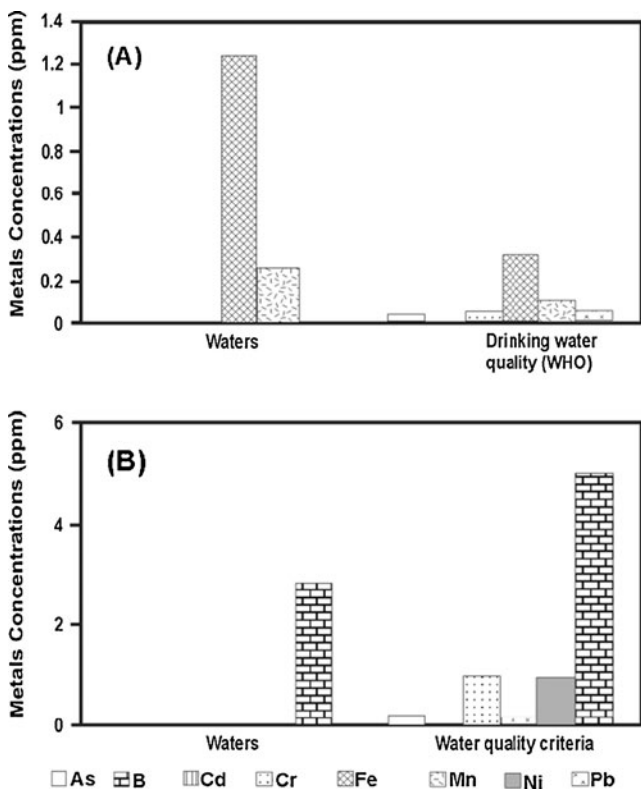 Metals Concentrations (ppm)
1.4
1.2
1
0.8
0.6
0.4
0.2
0
(A)
Waters
Drinking water
quality (WHO)
Metals Concentrations (ppm)
6
4
2
0
(B)
Waters
Water quality criteria
As B Cd Cr Fe Mn Ni Pb